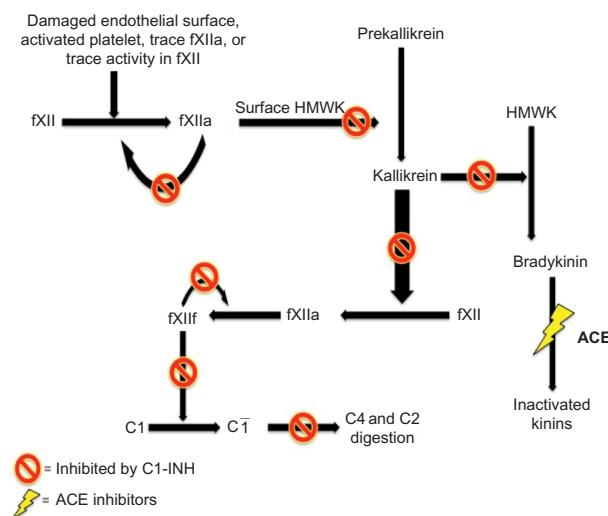 Damaged endothelial surface,
activated platelet, trace fXIIa, or
trace activity in fXII
Prekallikrein
fXII
fXIIa
Surface HMWK
HMWK
Kallikrein
Bradykinin
fXIIf
fXIIa
fXII
ACE
C1
C1̅
C4 and C2
digestion
Inactivated
kinins
= Inhibited by C1-INH
= ACE inhibitors